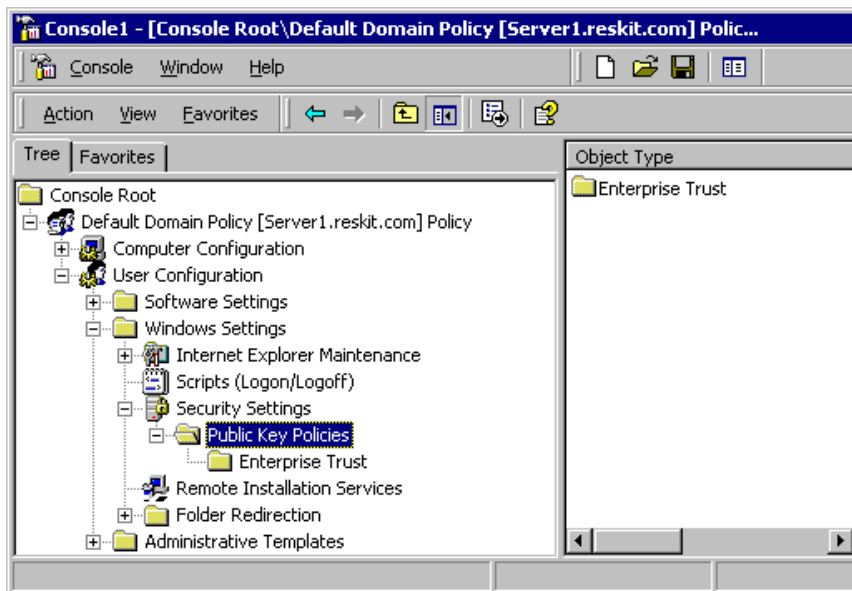 Console1 - [Console Root\Default Domain Policy [Server1.reskit.com] Polic...
Console Window Help
Action View Favorites
Tree Favorites
Object Type
Console Root
Enterprise Trust
Default Domain Policy [Server1.reskit.com] Policy
Computer Configuration
User Configuration
Software Settings
Windows Settings
Internet Explorer Maintenance
Scripts (Logon/Logoff)
Security Settings
Public Key Policies
Enterprise Trust
Remote Installation Services
Folder Redirection
Administrative Templates